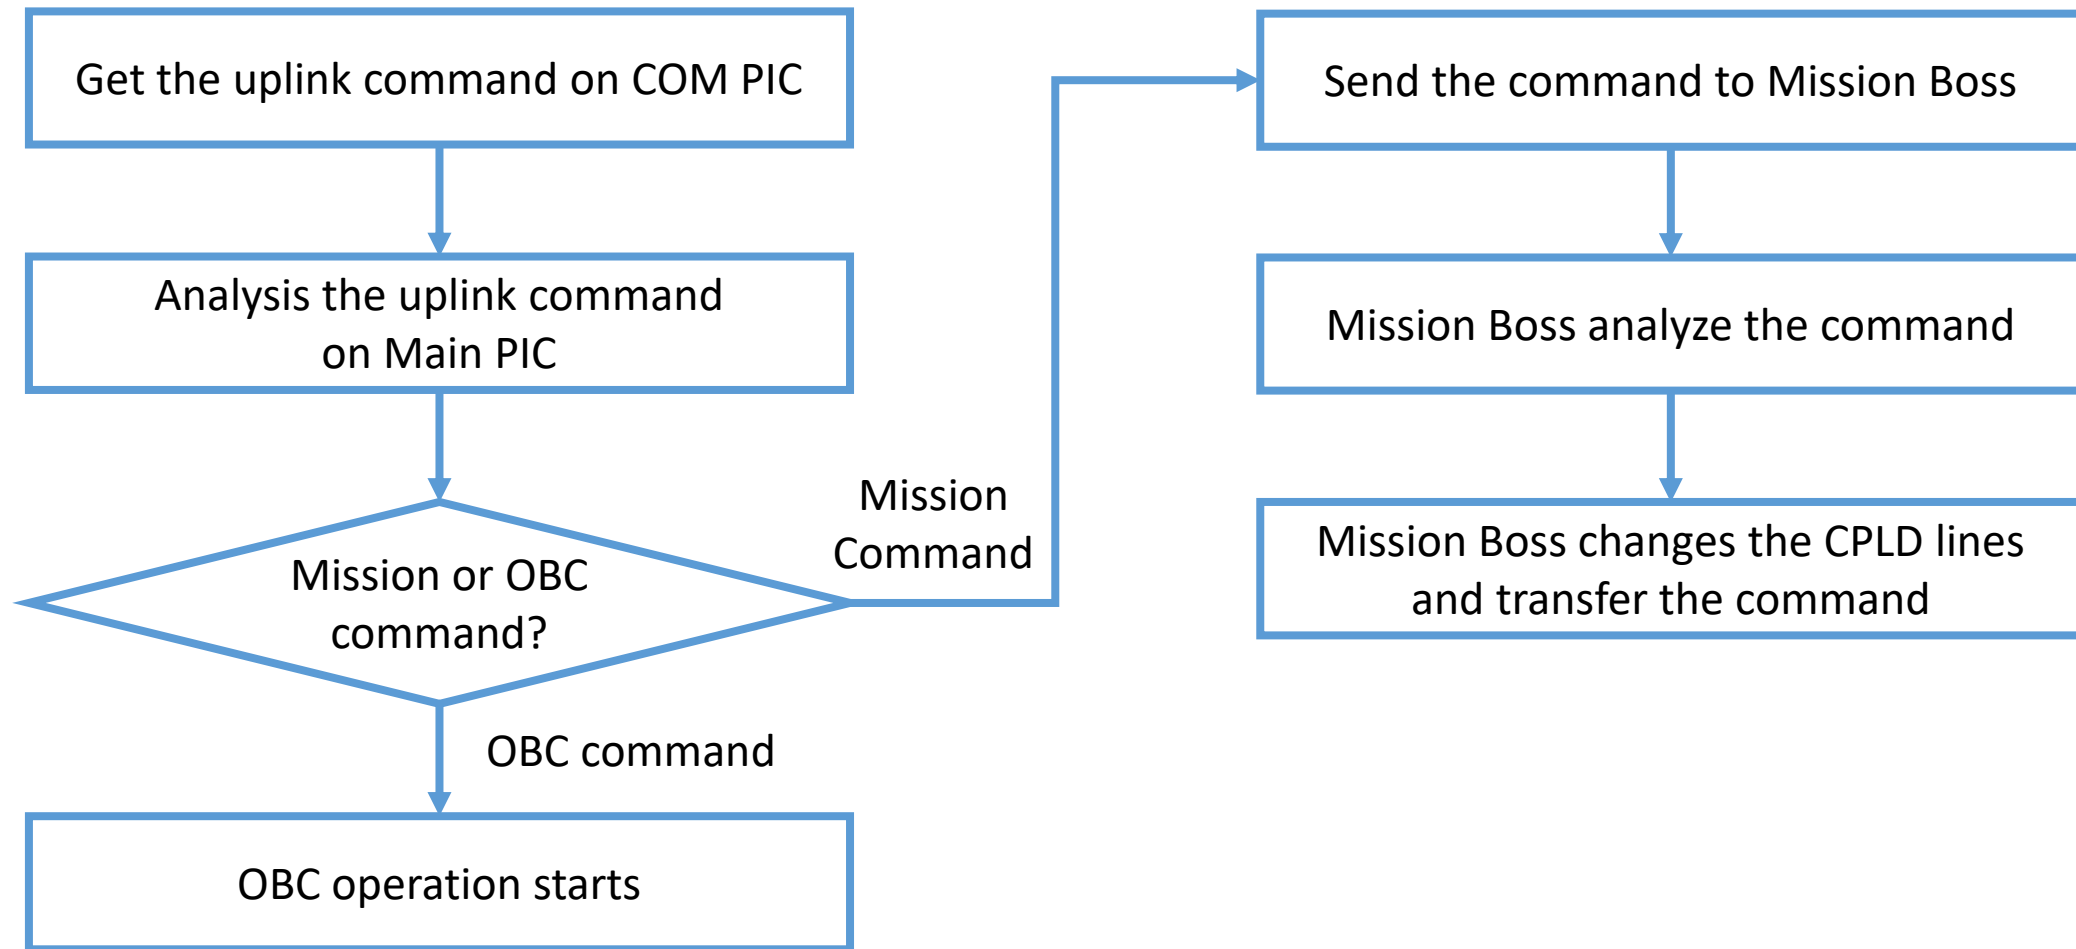 Get the uplink command on COM PIC
Analysis the uplink command
on Main PIC
Mission or OBC
command?
OBC command
OBC operation starts
Mission
Command
Send the command to Mission Boss
Mission Boss analyze the command
Mission Boss changes the CPLD lines
and transfer the command